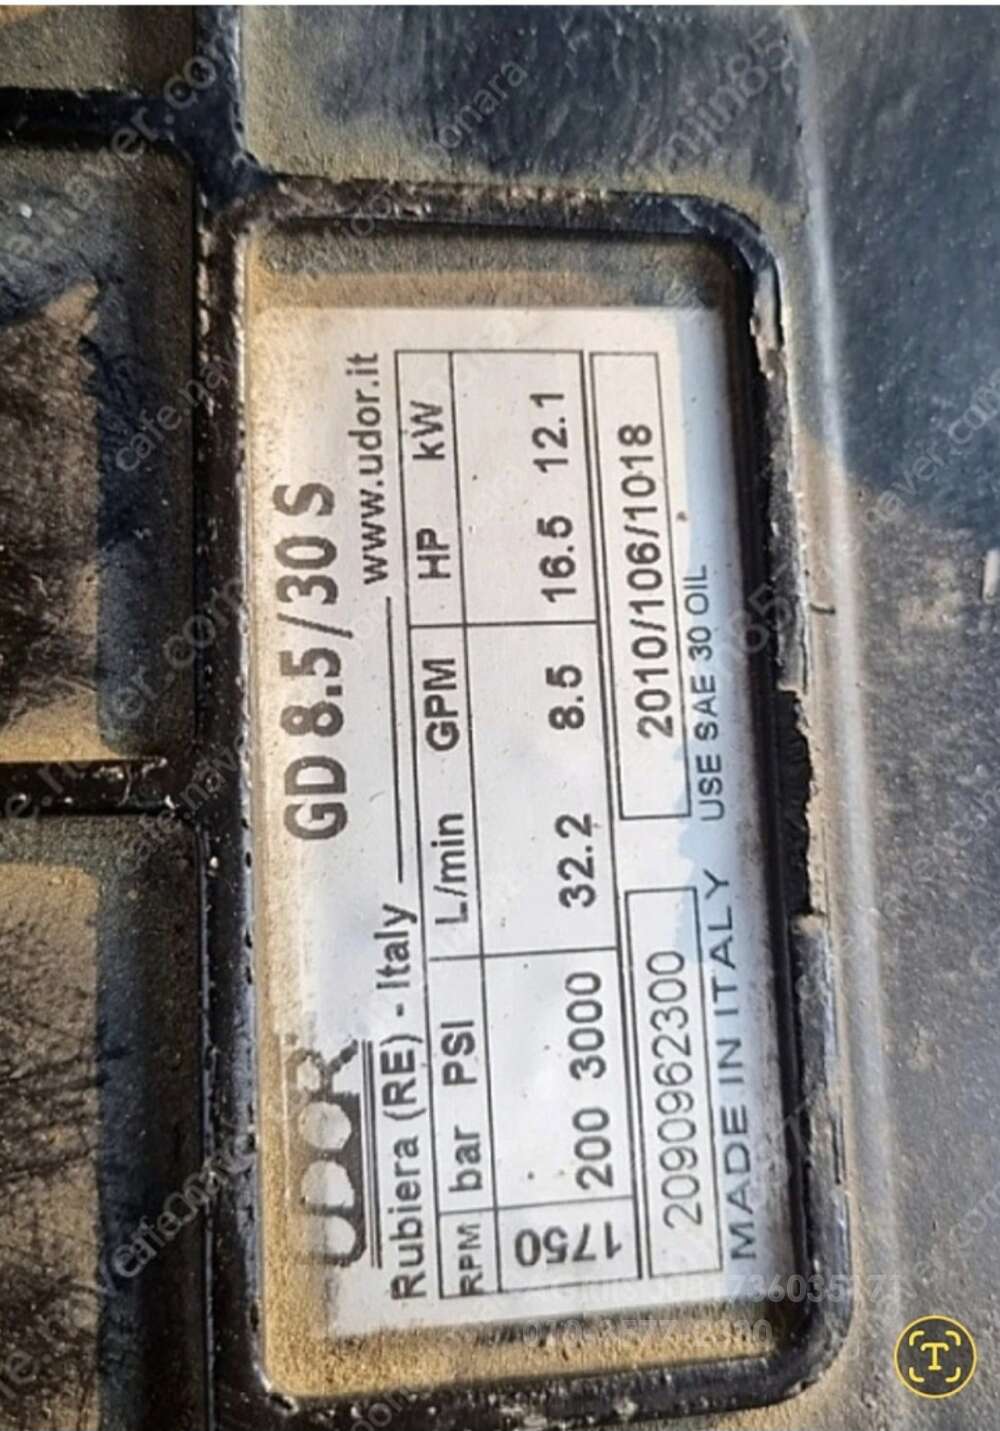 UDOR
GD 8.5/30 S
Rubiera (RE) - Italy
www.udor.it
RPM bar PSI L/min GPM HP kW
1750 200 3000 32.2 8.5 16.5 12.1
2090962300
2010/106/1018
MADE IN ITALY
USE SAE 30 OIL